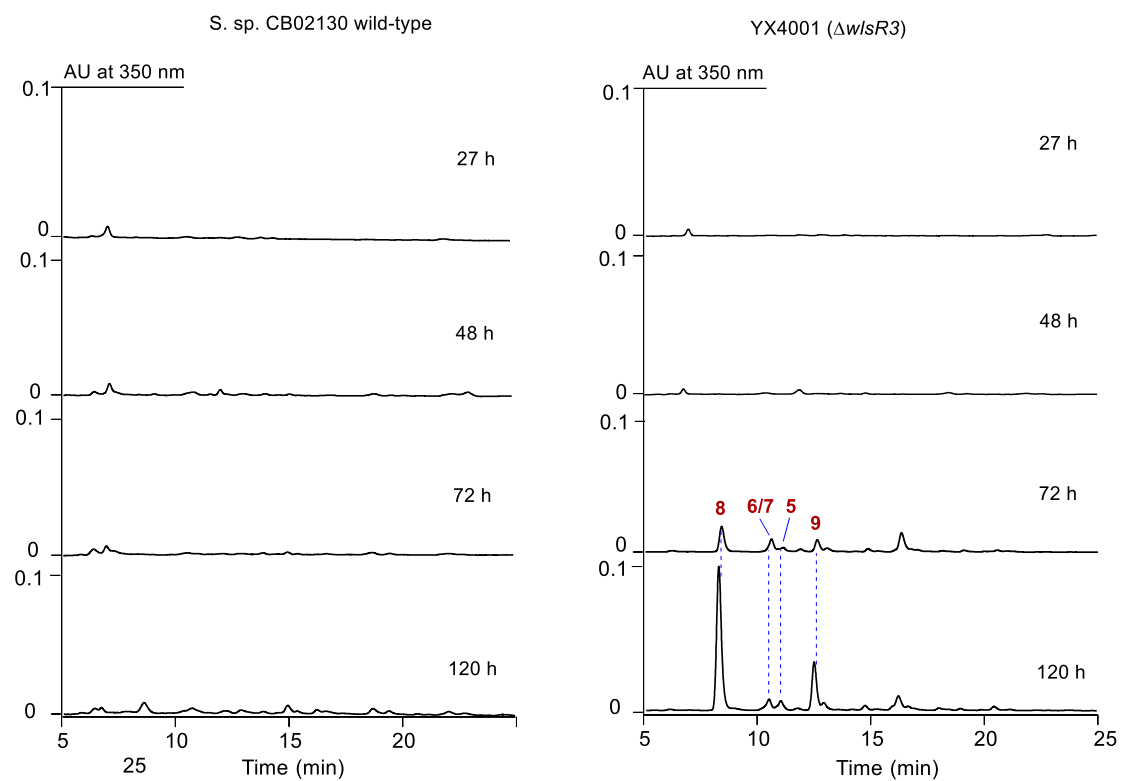 S. sp. CB02130 wild-type
AU at 350 nm
0.1
27 h
0
0.1
48 h
0
0.1
72 h
0
0.1
120 h
0
5 10 15 20
25 Time (min)
YX4001 (ΔwlsR3)
AU at 350 nm
0.1
27 h
0
0.1
48 h
0
0.1
72 h
8 6/7 5 9
0
0.1
120 h
0
5 10 15 20 25
Time (min)